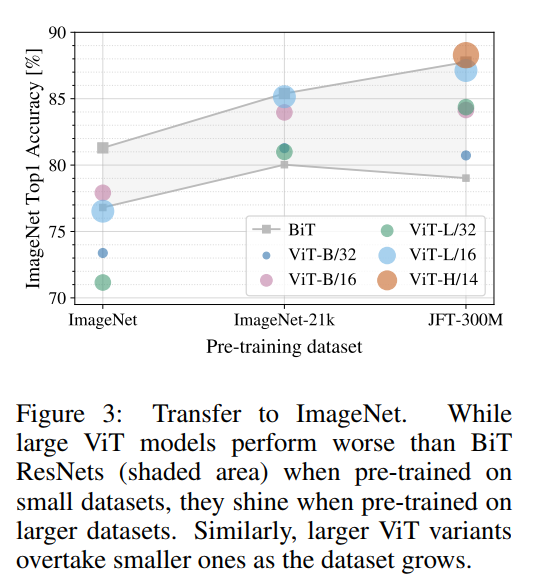 90
85
80
75
70
ImageNet Top1 Accuracy [%]
BiT
ViT-B/32
ViT-B/16
ViT-L/32
ViT-L/16
ViT-H/14
ImageNet
ImageNet-21k
JFT-300M
Pre-training dataset
Figure 3: Transfer to ImageNet. While
large ViT models perform worse than BiT
ResNets (shaded area) when pre-trained on
small datasets, they shine when pre-trained on
larger datasets. Similarly, larger ViT variants
overtake smaller ones as the dataset grows.